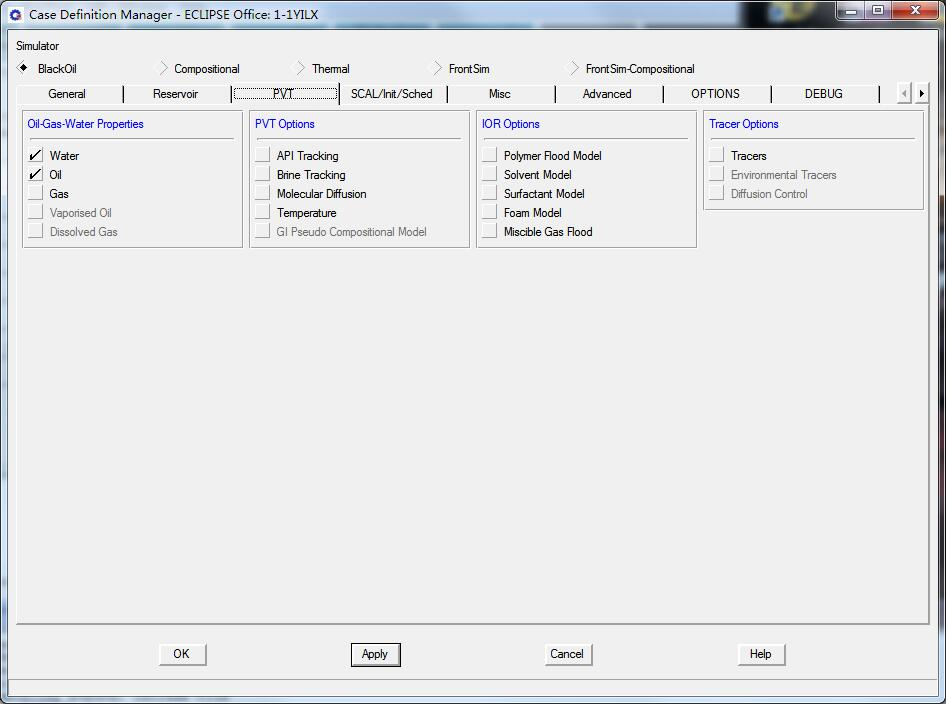 Case Definition Manager - ECLIPSE Office: 1-1YILX
Simulator
BlackOil Compositional Thermal FrontSim FrontSim-Compositional
General Reservoir PVT SCAL/Init/Sched Misc Advanced OPTIONS DEBUG
Oil-Gas-Water Properties
Water
Oil
Gas
Vaporised Oil
Dissolved Gas
PVT Options
API Tracking
Brine Tracking
Molecular Diffusion
Temperature
GI Pseudo Compositional Model
IOR Options
Polymer Flood Model
Solvent Model
Surfactant Model
Foam Model
Miscible Gas Flood
Tracer Options
Tracers
Environmental Tracers
Diffusion Control
OK Apply Cancel Help